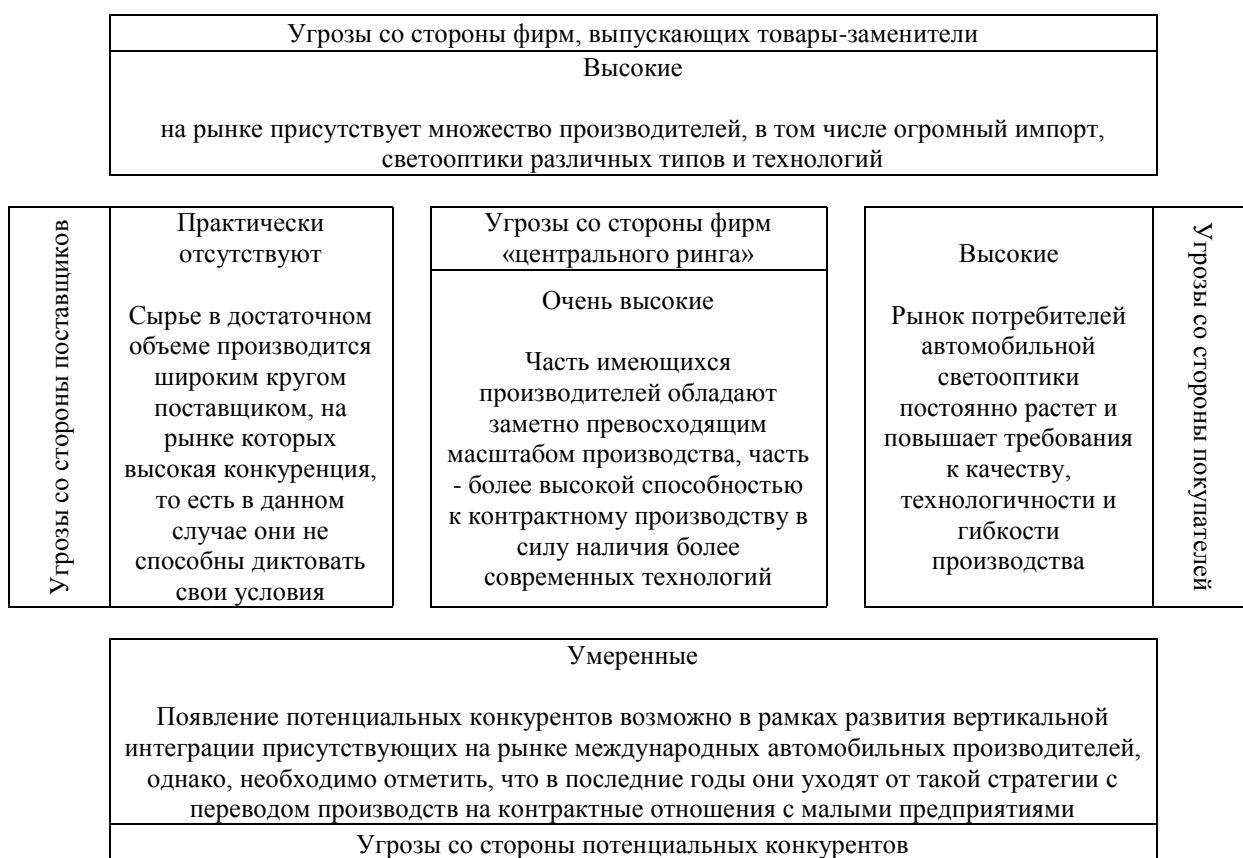 Угрозы со стороны фирм, выпускающих товары-заменители
Высокие
на рынке присутствует множество производителей, в том числе огромный импорт,
светооптики различных типов и технологий
Угрозы со стороны поставщиков
Практически
отсутствуют
Сырье в достаточном
объеме производится
широким кругом
поставщиком, на
рынке которых
высокая конкуренция,
то есть в данном
случае они не
способны диктовать
свои условия
Угрозы со стороны фирм
«центрального ринга»
Очень высокие
Часть имеющихся
производителей обладают
заметно превосходящим
масштабом производства, часть
- более высокой способностью
к контрактному производству в
силу наличия более
современных технологий
Высокие
Рынок потребителей
автомобильной
светооптики
постоянно растет и
повышает требования
к качеству,
технологичности и
гибкости
производства
Угрозы со стороны покупателей
Умеренные
Появление потенциальных конкурентов возможно в рамках развития вертикальной
интеграции присутствующих на рынке международных автомобильных производителей,
однако, необходимо отметить, что в последние годы они уходят от такой стратегии с
переводом производств на контрактные отношения с малыми предприятиями
Угрозы со стороны потенциальных конкурентов